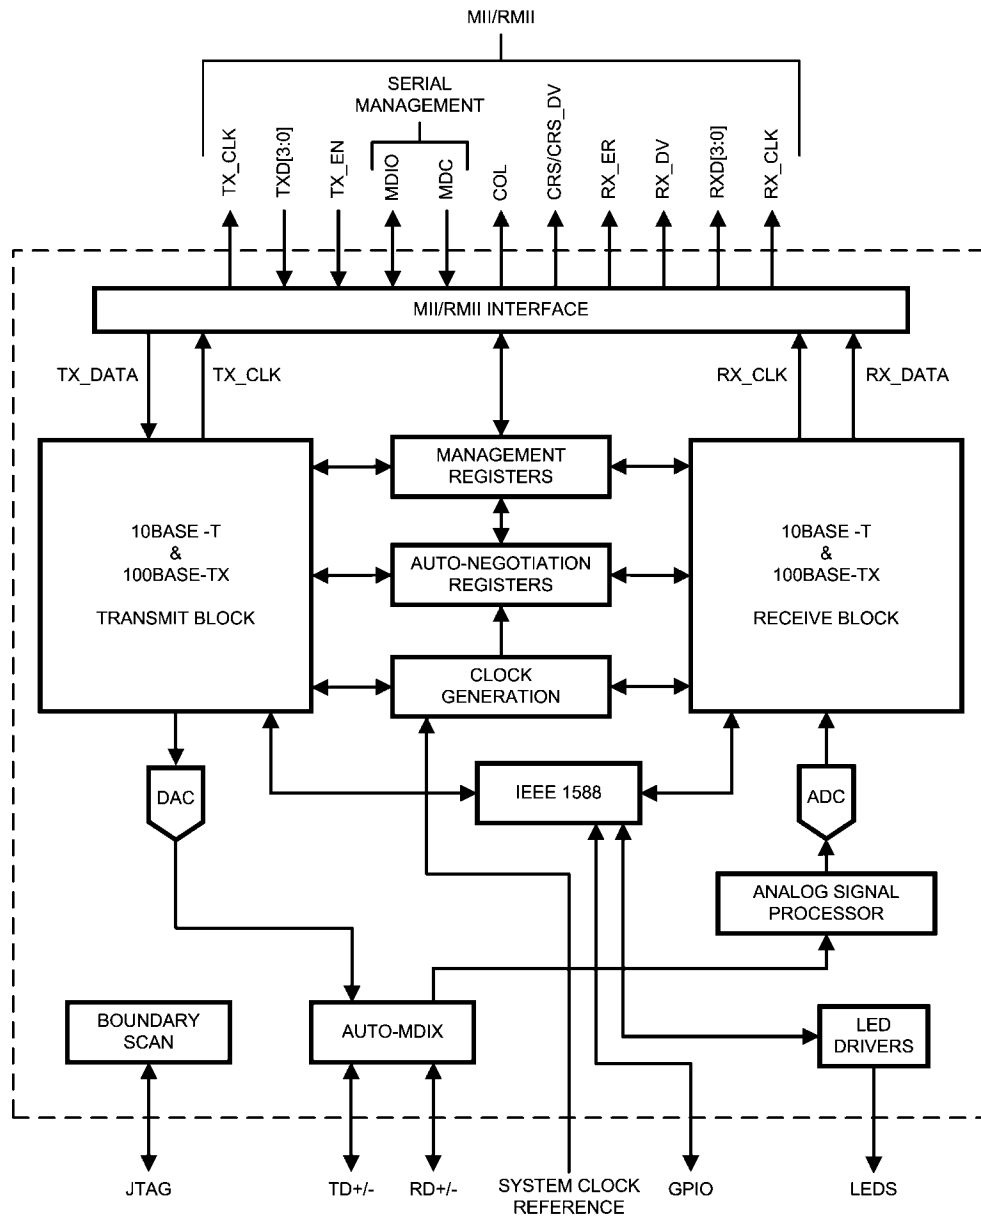 MII/RMII
SERIAL
MANAGEMENT
TX_CLK
TXD[3:0]
TX_EN
MDIO
MDC
COL
CRS/CRS_DV
RX_ER
RX_DV
RXD[3:0]
RX_CLK
MII/RMII INTERFACE
TX_DATA
TX_CLK
RX_CLK
RX_DATA
10BASE -T
&
100BASE-TX
TRANSMIT BLOCK
MANAGEMENT
REGISTERS
AUTO-NEGOTIATION
REGISTERS
CLOCK
GENERATION
10BASE -T
&
100BASE-TX
RECEIVE BLOCK
DAC
IEEE 1588
ADC
ANALOG SIGNAL
PROCESSOR
BOUNDARY
SCAN
AUTO-MDIX
LED
DRIVERS
JTAG
TD+/-
RD+/-
SYSTEM CLOCK
REFERENCE
GPIO
LEDS